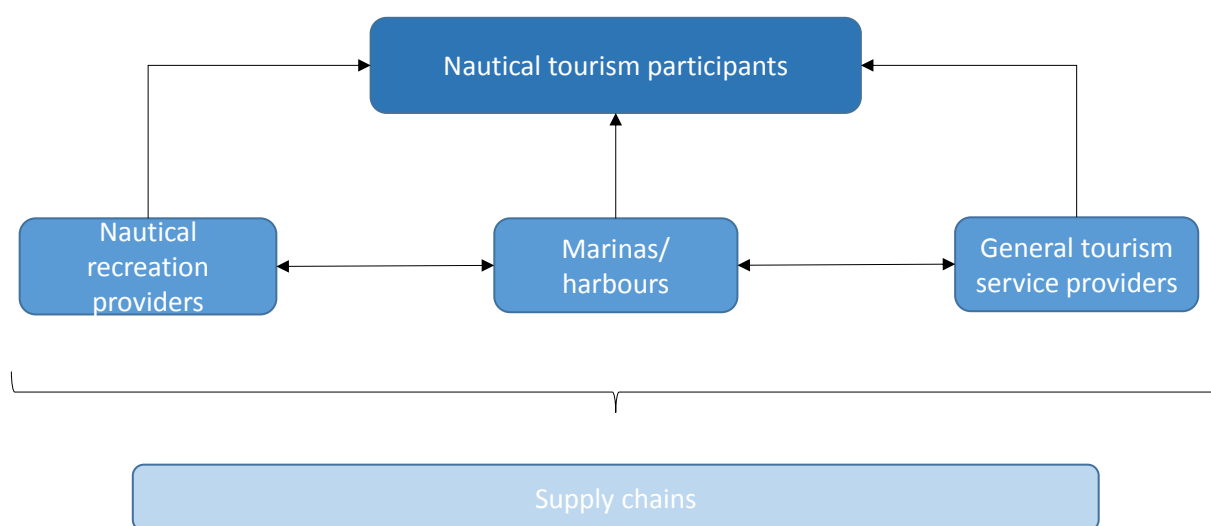 Nautical tourism participants
Nautical
recreation
providers
Marinas/
harbours
General tourism
service providers
Supply chains